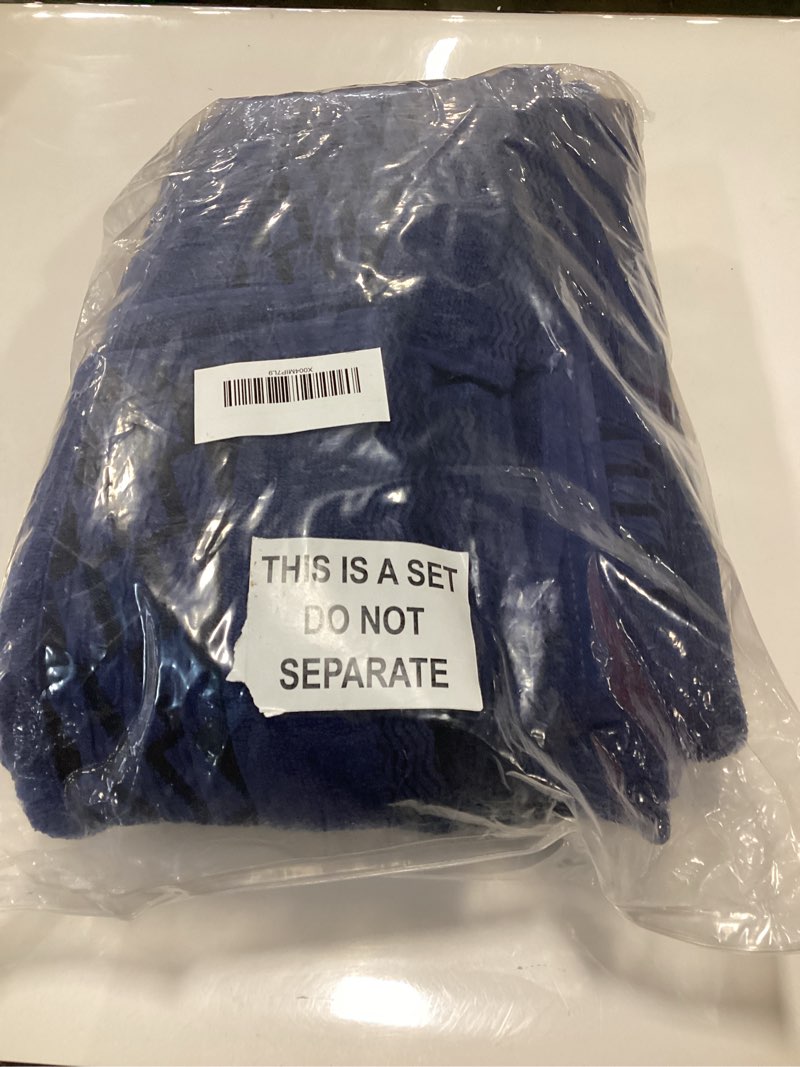 X004MIP7L9
THIS IS A SET
DO NOT
SEPARATE